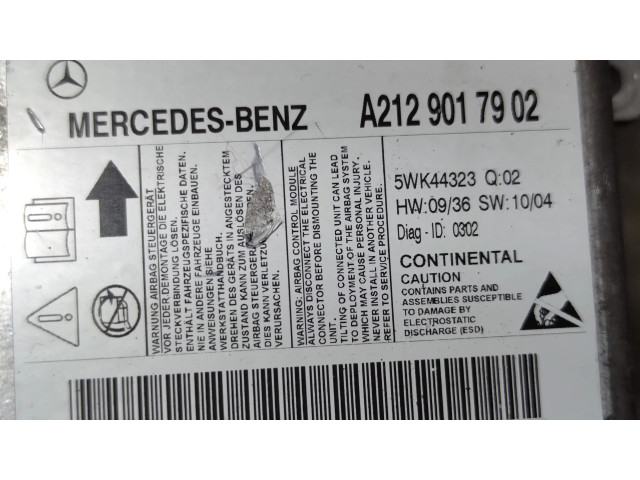 MERCEDES-BENZ
A212 901 79 02
WARNUNG AIRBAG STEUERGERÄT
VOR JEDER DEMONTAGE DIE ELEKTRISCHE
STECKVERBINDUNG LÖSEN.
ENTHÄLT FAHRZEUGSPEZIFISCHE DATEN.
NIE IN ANDERE FAHRZEUGE EINBAUEN.
ANWEISUNGEN SIEHE
WERKSTATTHANDBUCH.
DREHEN DES GERÄTS IN ANGESTECKTEM
ZUSTAND KANN ZUM AUSLÖSEN DES
AIRBAG STEUERGER
DIES KANN VERLETZ
VERURSACHEN.
WARNING: AIRBAG CONTROL MODULE
ALWAYS DISCONNECT THE ELECTRICAL
CONNECTOR BEFORE DISMOUNTING
UNIT.
TILTING OF CONNECTED UNIT CAN LEAD
TO DEPLOYMENT OF THE AIRBAG SYSTEM
WHICH MAY CAUSE PERSONAL INJURY.
NEVER INSTALL IN ANOTHER VEHICLE.
REFER TO SERVICE PROCEDURE.
5WK44323 Q:02
HW:09/36 SW:10/04
Diag-ID: 0302
CONTINENTAL
CAUTION
CONTAINS PARTS AND
ASSEMBLIES SUSCEPTIBLE
TO DAMAGE BY
ELECTROSTATIC
DISCHARGE (ESD)